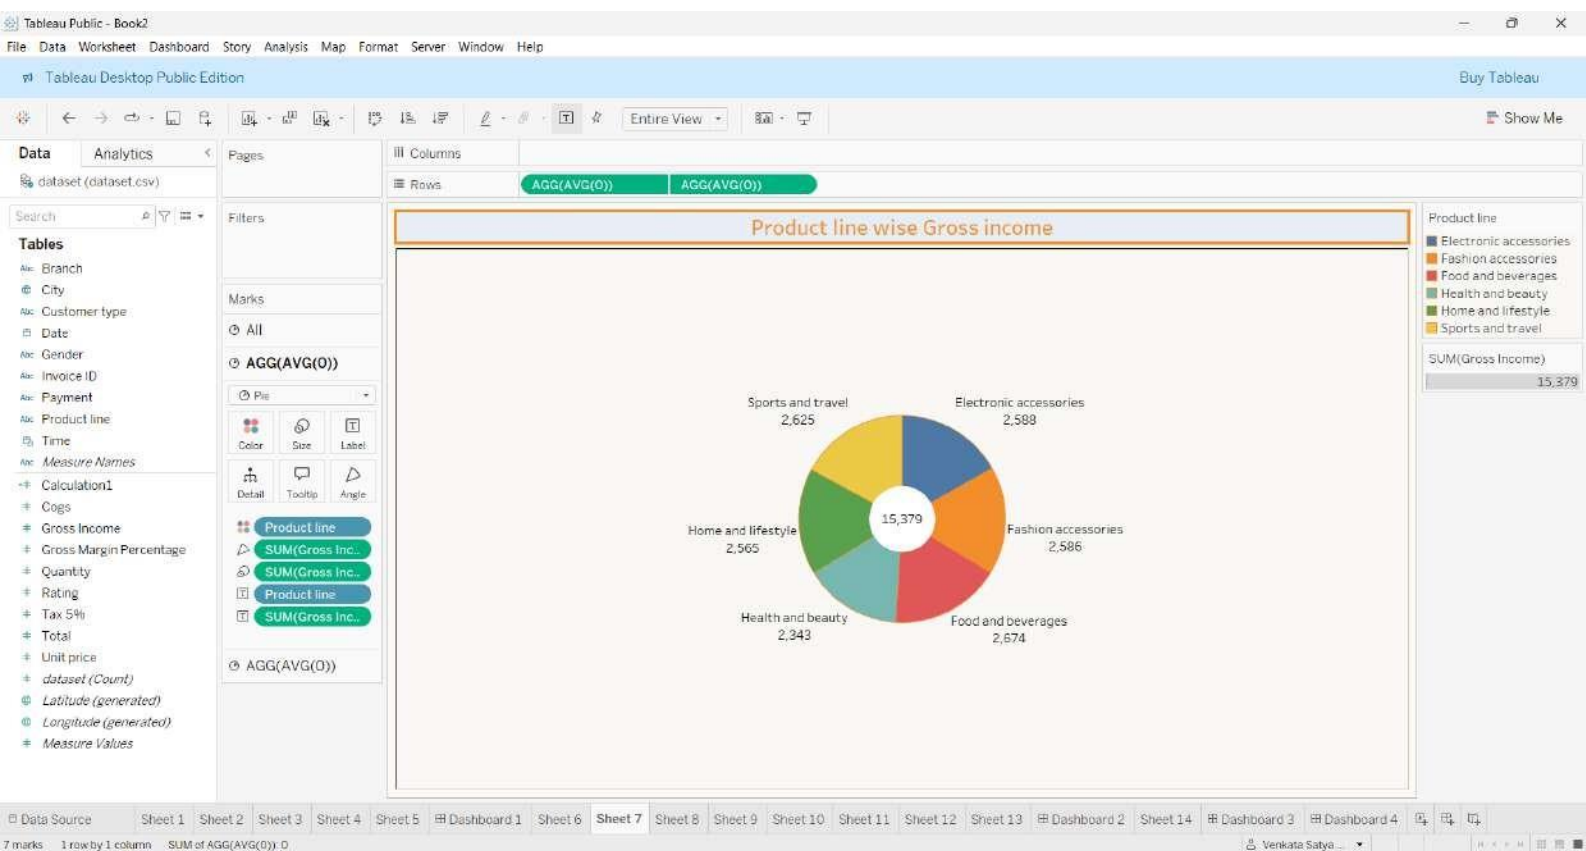 Tableau Public - Book2
File Data Worksheet Dashboard Story Analysis Map Format Server Window Help
Tableau Desktop Public Edition
Buy Tableau
Entire View
Show Me
Data Analytics
dataset (dataset.csv)
Search
Tables
Abc Branch
City
Abc Customer type
Date
Abc Gender
Abc Invoice ID
Abc Payment
Abc Product line
Time
Abc Measure Names
Calculation1
Cogs
Gross Income
Gross Margin Percentage
Quantity
Rating
Tax 5%
Total
Unit price
dataset (Count)
Latitude (generated)
Longitude (generated)
Measure Values
Pages
Filters
Marks
All
AGG(AVG(0))
Pie
Color Size Label
Detail Tooltip Angle
Product line
SUM(Gross Inc..
SUM(Gross Inc..
Product line
SUM(Gross Inc..
AGG(AVG(0))
Columns
Rows AGG(AVG(0)) AGG(AVG(0))
Product line wise Gross income
Sports and travel
2,625
Electronic accessories
2,588
Home and lifestyle
2,565
15,379
Fashion accessories
2,586
Health and beauty
2,343
Food and beverages
2,674
Product line
Electronic accessories
Fashion accessories
Food and beverages
Health and beauty
Home and lifestyle
Sports and travel
SUM(Gross Income)
15,379
Data Source Sheet 1 Sheet 2 Sheet 3 Sheet 4 Sheet 5 Dashboard 1 Sheet 6 Sheet 7 Sheet 8 Sheet 9 Sheet 10 Sheet 11 Sheet 12 Sheet 13 Dashboard 2 Sheet 14 Dashboard 3 Dashboard 4
7 marks 1 row by 1 column SUM of AGG(AVG(0)): 0
Venkata Satya ...